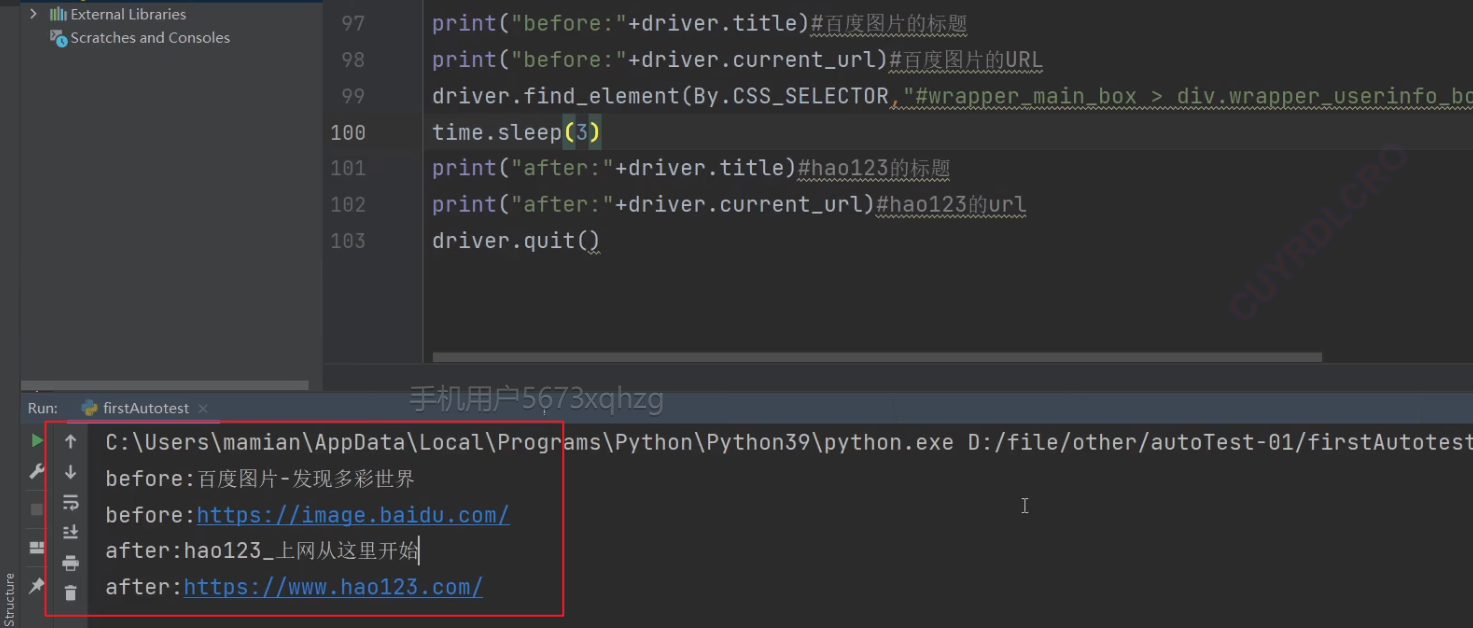 External Libraries
Scratches and Consoles
97 print("before:"+driver.title)#百度图片的标题
98 print("before:"+driver.current_url)#百度图片的URL
99 driver.find_element(By.CSS_SELECTOR,"#wrapper_main_box > div.wrapper_userinfo_bo
100 time.sleep(3)
101 print("after:"+driver.title)#hao123的标题
102 print("after:"+driver.current_url)#hao123的url
103 driver.quit()
CUYRDLCRO
手机用户5673xqhzg
Run: firstAutotest
C:\Users\mamian\AppData\Local\Programs\Python\Python39\python.exe D:/file/other/autoTest-01/firstAutotest
before:百度图片-发现多彩世界
before:https://image.baidu.com/
after:hao123_上网从这里开始
after:https://www.hao123.com/
Structure